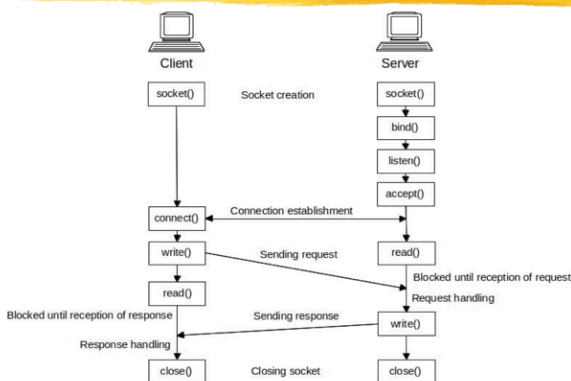 Client
Server
socket()
Socket creation
socket()
bind()
listen()
accept()
Connection establishment
connect()
write()
Sending request
read()
Blocked until reception of request
read()
Request handling
Blocked until reception of response
Sending response
write()
Response handling
close()
Closing socket
close()